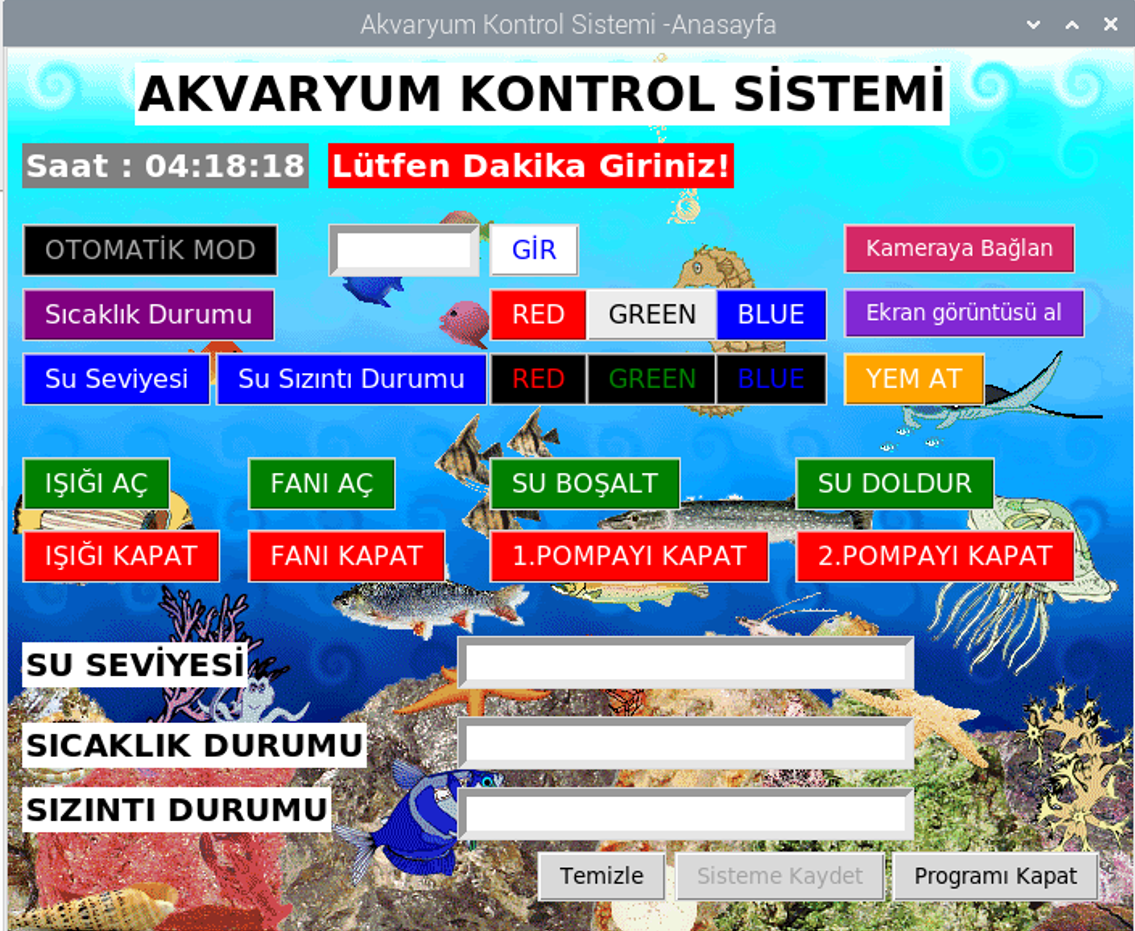 Akvaryum Kontrol Sistemi -Anasayfa
AKVARYUM KONTROL SİSTEMİ
Saat : 04:18:18 Lütfen Dakika Giriniz!
OTOMATİK MOD GİR Kameraya Bağlan
Sıcaklık Durumu RED GREEN BLUE Ekran görüntüsü al
Su Seviyesi Su Sızıntı Durumu RED GREEN BLUE YEM AT
IŞIĞI AÇ FANI AÇ SU BOŞALT SU DOLDUR
IŞIĞI KAPAT FANI KAPAT 1.POMPAYI KAPAT 2.POMPAYI KAPAT
SU SEVİYESİ
SICAKLIK DURUMU
SIZINTI DURUMU
Temizle Sisteme Kaydet Programı Kapat